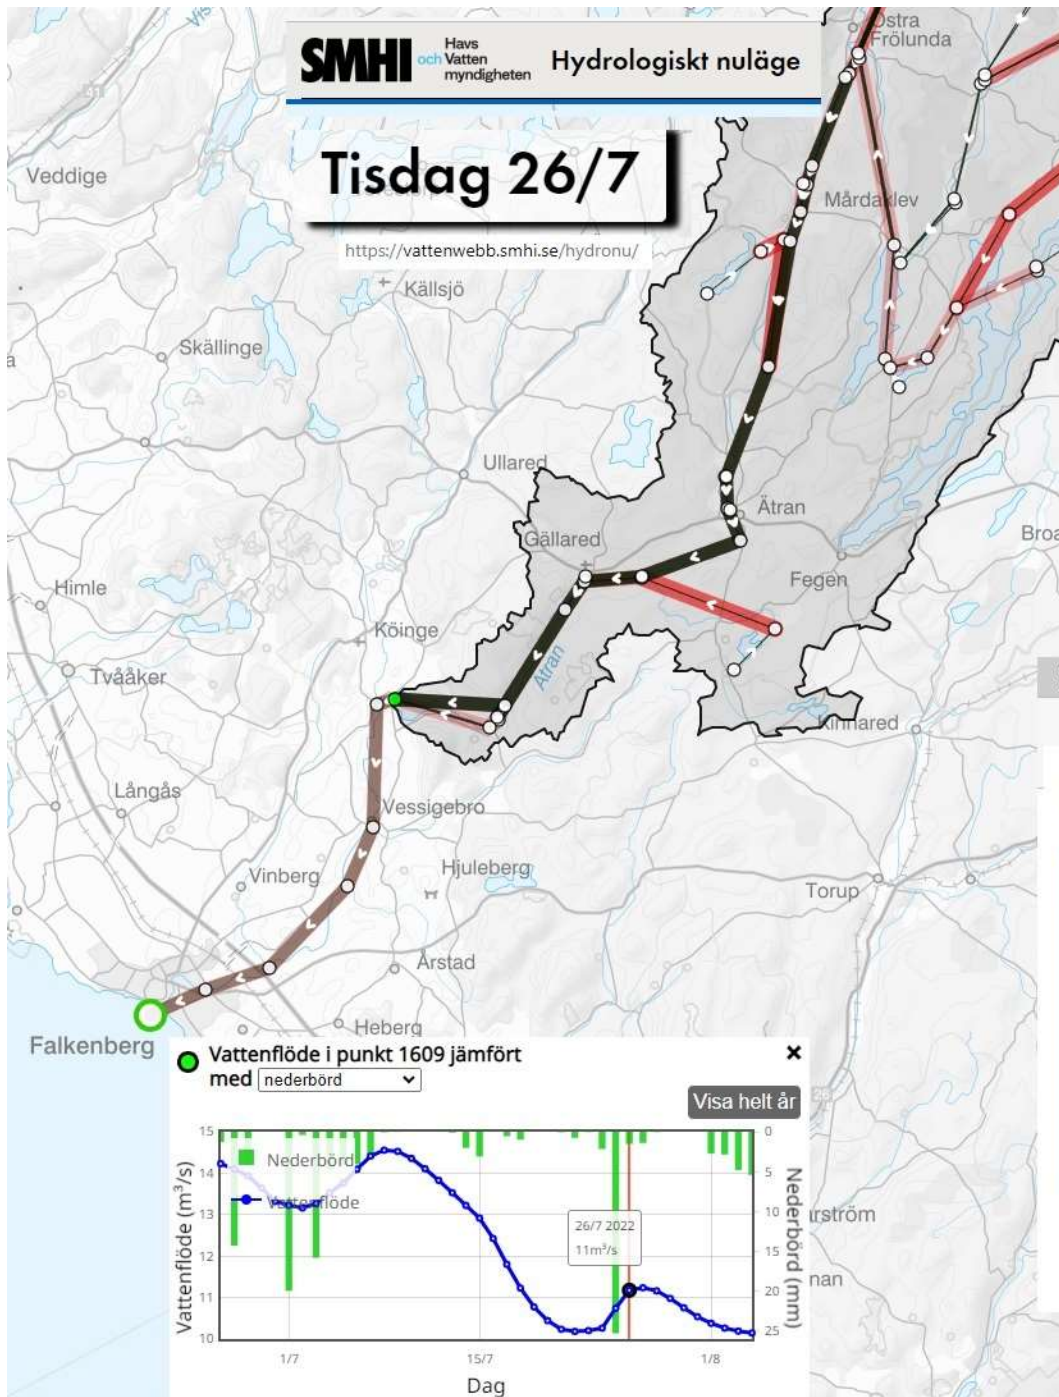 SMHI och Havs Vatten myndigheten Hydrologiskt nuläge
Tisdag 26/7
https://vattenwebb.smhi.se/hydronu/
41
Östra
Frölunda
Veddige
Mårdaklev
Källsjö
Skällinge
Ullared
Ätran
Gällared
Fegen
Himle
Köinge
Ätran
Tvååker
Kinnared
Långås
Vessigebro
Vinberg
Hjuleberg
Torup
Årstad
Falkenberg
Heberg
Vattenflöde i punkt 1609 jämfört
med nederbörd
Visa helt år
26
Nederbörd
Vattenflöde
26/7 2022
11m³/s
Vattenflöde (m³/s)
15
14
13
12
11
10
0
5
10
15
20
25
Nederbörd (mm)
1/7
15/7
1/8
Dag